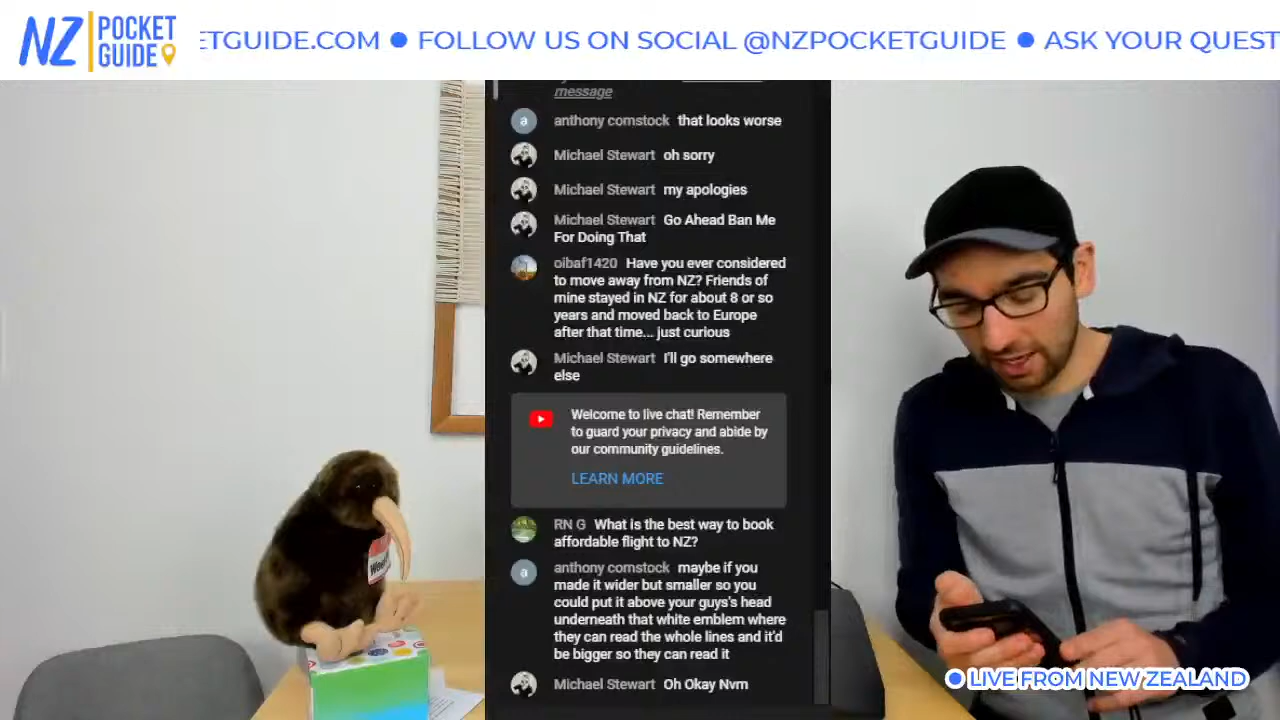 NZ POCKET GUIDE
ETGUIDE.COM ● FOLLOW US ON SOCIAL @NZPOCKETGUIDE ● ASK YOUR QUEST
message
anthony comstock that looks worse
Michael Stewart oh sorry
Michael Stewart my apologies
Michael Stewart Go Ahead Ban Me
For Doing That
oibaf1420 Have you ever considered
to move away from NZ? Friends of
mine stayed in NZ for about 8 or so
years and moved back to Europe
after that time... just curious
Michael Stewart I'll go somewhere
else
Welcome to live chat! Remember
to guard your privacy and abide by
our community guidelines.
LEARN MORE
RN G What is the best way to book
affordable flight to NZ?
a anthony comstock maybe if you
made it wider but smaller so you
could put it above your guys's head
underneath that white emblem where
they can read the whole lines and it'd
be bigger so they can read it
Michael Stewart Oh Okay Nvm
● LIVE FROM NEW ZEALAND